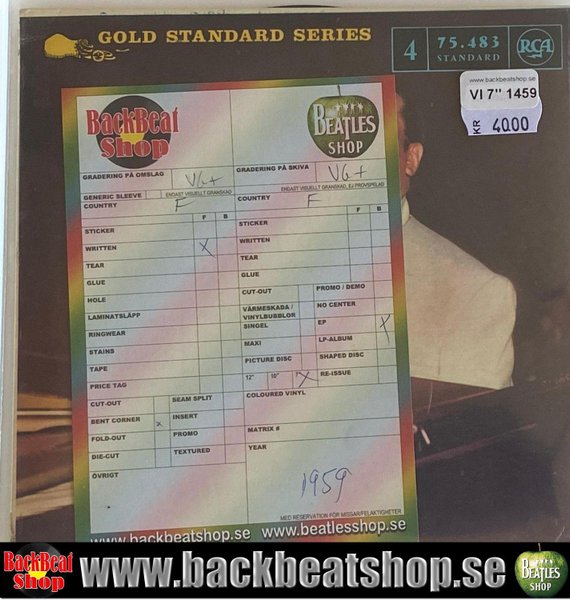 GOLD STANDARD SERIES
4 75.483
STANDARD
RCA
www.backbeatshop.se
VI 7" 1459
KR 40.00
BackBeat
Shop
BEATLES
SHOP
GRADERING PÅ OMSLAG VG+
GRADERING PÅ SKIVA VG+
GENERIC SLEEVE
ENDAST VISUELLT GRANSKAD
ENDAST VISUELLT GRANSKAD, EJ PROVSPELAD
COUNTRY F
F B
STICKER
WRITTEN X
TEAR
GLUE
HOLE
LAMINATSLÄPP
RINGWEAR
STAINS
TAPE
PRICE TAG
CUT-OUT
SEAM SPLIT
BENT CORNER x
INSERT
FOLD-OUT
PROMO
DIE-CUT
TEXTURED
ÖVRIGT
COUNTRY F
F B
STICKER
WRITTEN
TEAR
GLUE
CUT-OUT
PROMO / DEMO
VÄRMESKADA /
VINYLBUBBLOR
NO CENTER
SINGEL
EP X
MAXI
LP-ALBUM
PICTURE DISC
SHAPED DISC
12" 10" 7" X
RE-ISSUE
COLOURED VINYL
MATRIX #
YEAR
1959
MED RESERVATION FÖR MISSAR/FELAKTIGHETER
www.backbeatshop.se www.beatlesshop.se
BackBeat
Shop
www.backbeatshop.se
BEATLES
SHOP